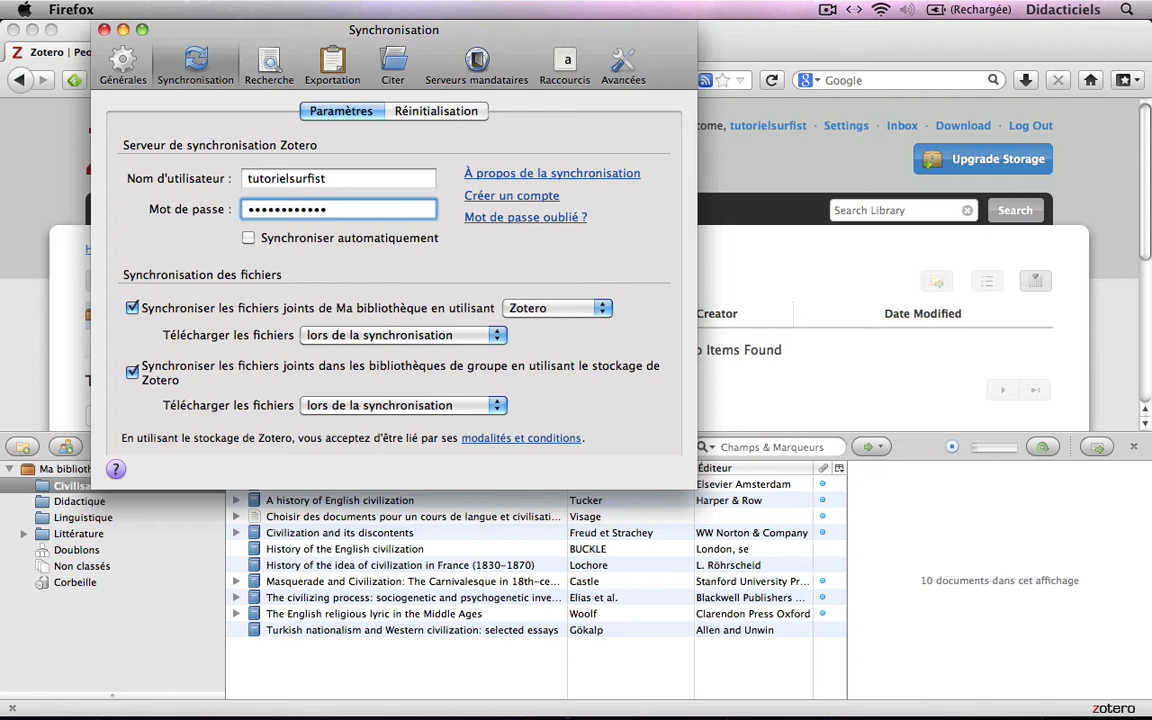 Firefox
(Rechargée)
Didacticiels
Synchronisation
Zotero | Peo
Générales
Synchronisation
Recherche
Exportation
Citer
Serveurs mandataires
a
Raccourcis
Avancées
Google
Paramètres
Réinitialisation
come, tutorielsurfist · Settings · Inbox · Download · Log Out
Serveur de synchronisation Zotero
Upgrade Storage
Nom d'utilisateur :
tutorielsurfist
À propos de la synchronisation
Créer un compte
Mot de passe :
••••••••••••
Mot de passe oublié ?
Search Library
Search
Synchroniser automatiquement
Synchronisation des fichiers
Synchroniser les fichiers joints de Ma bibliothèque en utilisant
Zotero
Creator
Date Modified
Télécharger les fichiers
lors de la synchronisation
o Items Found
Synchroniser les fichiers joints dans les bibliothèques de groupe en utilisant le stockage de
Zotero
Télécharger les fichiers
lors de la synchronisation
En utilisant le stockage de Zotero, vous acceptez d'être lié par ses modalités et conditions.
?
Champs & Marqueurs
Ma biblioth
Éditeur
Civilisa
Elsevier Amsterdam
Didactique
A history of English civilization
Tucker
Harper & Row
Linguistique
Choisir des documents pour un cours de langue et civilisati...
Visage
Littérature
Civilization and its discontents
Freud et Strachey
WW Norton & Company
Doublons
History of the English civilization
BUCKLE
London, se
Non classés
History of the idea of civilization in France (1830-1870)
Lochore
L. Röhrscheid
Corbeille
Masquerade and Civilization: The Carnivalesque in 18th-ce...
Castle
Stanford University Pr...
10 documents dans cet affichage
The civilizing process: sociogenetic and psychogenetic inve...
Elias et al.
Blackwell Publishers ...
The English religious lyric in the Middle Ages
Woolf
Clarendon Press Oxford
Turkish nationalism and Western civilization: selected essays
Gökalp
Allen and Unwin
zotero